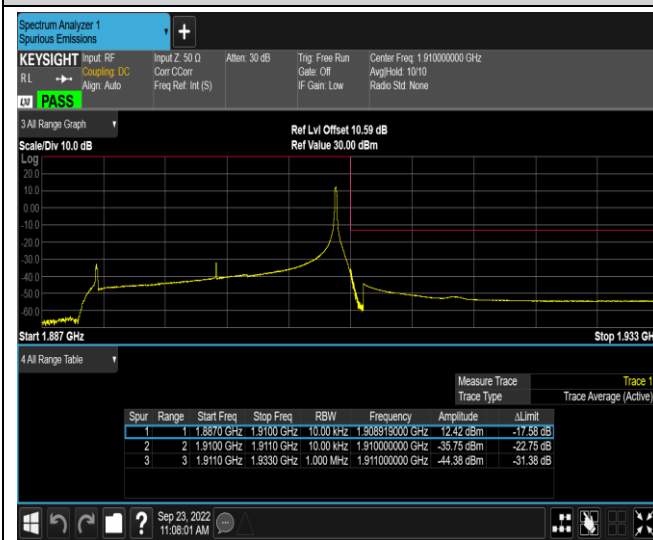 Spectrum Analyzer 1
Spurious Emissions
+
KEYSIGHT Input: RF Input Z: 50 Ω Atten: 30 dB Trig: Free Run Center Freq: 1.910000000 GHz
R L Coupling: DC Corr CCorr Gate: Off Avg|Hold: 10/10
Align: Auto Freq Ref: Int (S) IF Gain: Low Radio Std: None
LXI PASS
3 All Range Graph
Ref Lvl Offset 10.59 dB
Scale/Div 10.0 dB Ref Value 30.00 dBm
Log
20.0
10.0
0.00
-10.0
-20.0
-30.0
-40.0
-50.0
-60.0
Start 1.887 GHz Stop 1.933 GH
4 All Range Table
Measure Trace Trace 1
Trace Type Trace Average (Active)
Spur Range Start Freq Stop Freq RBW Frequency Amplitude ΔLimit
1 1 1.8870 GHz 1.9100 GHz 10.00 kHz 1.908919000 GHz 12.42 dBm -17.58 dB
2 2 1.9100 GHz 1.9110 GHz 10.00 kHz 1.910000000 GHz -35.75 dBm -22.75 dB
3 3 1.9110 GHz 1.9330 GHz 1.000 MHz 1.911000000 GHz -44.38 dBm -31.38 dB
? Sep 23, 2022
11:08:01 AM